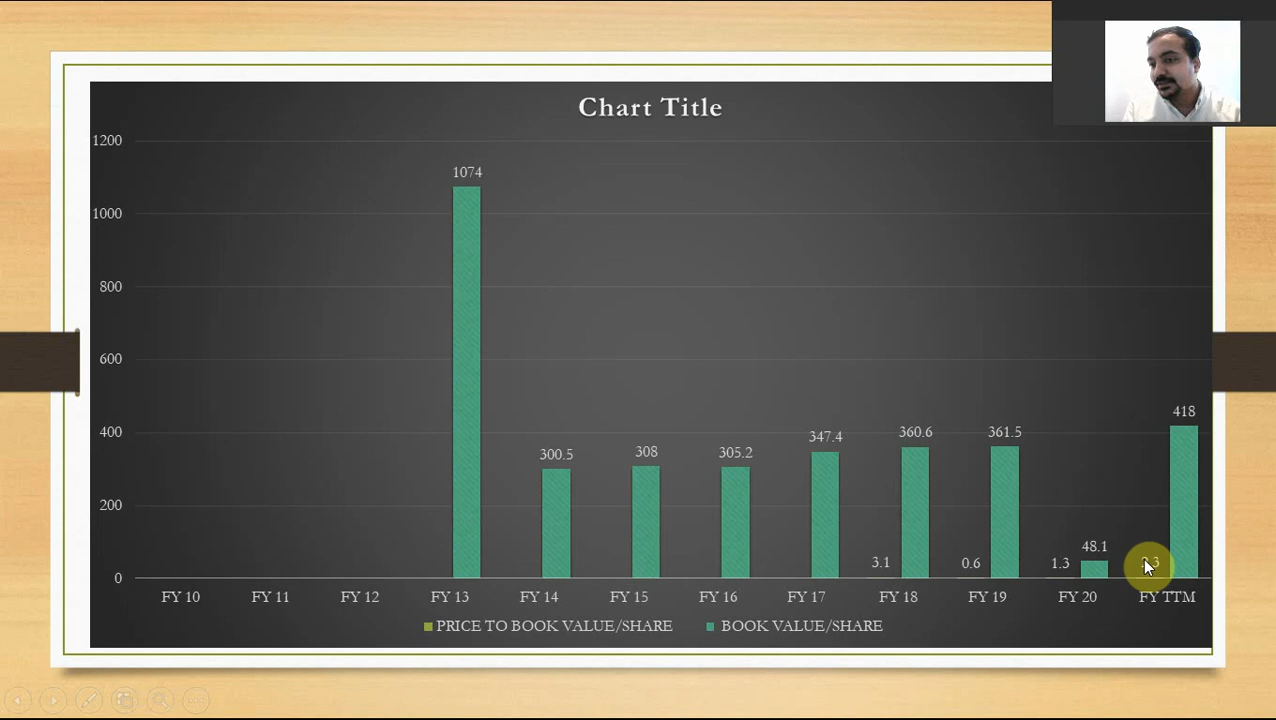 Chart Title
1200
1000
800
600
400
200
0
1074
300.5
308
305.2
347.4
3.1
360.6
0.6
361.5
1.3
48.1
418
FY 10
FY 11
FY 12
FY 13
FY 14
FY 15
FY 16
FY 17
FY 18
FY 19
FY 20
FY TTM
PRICE TO BOOK VALUE/SHARE
BOOK VALUE/SHARE